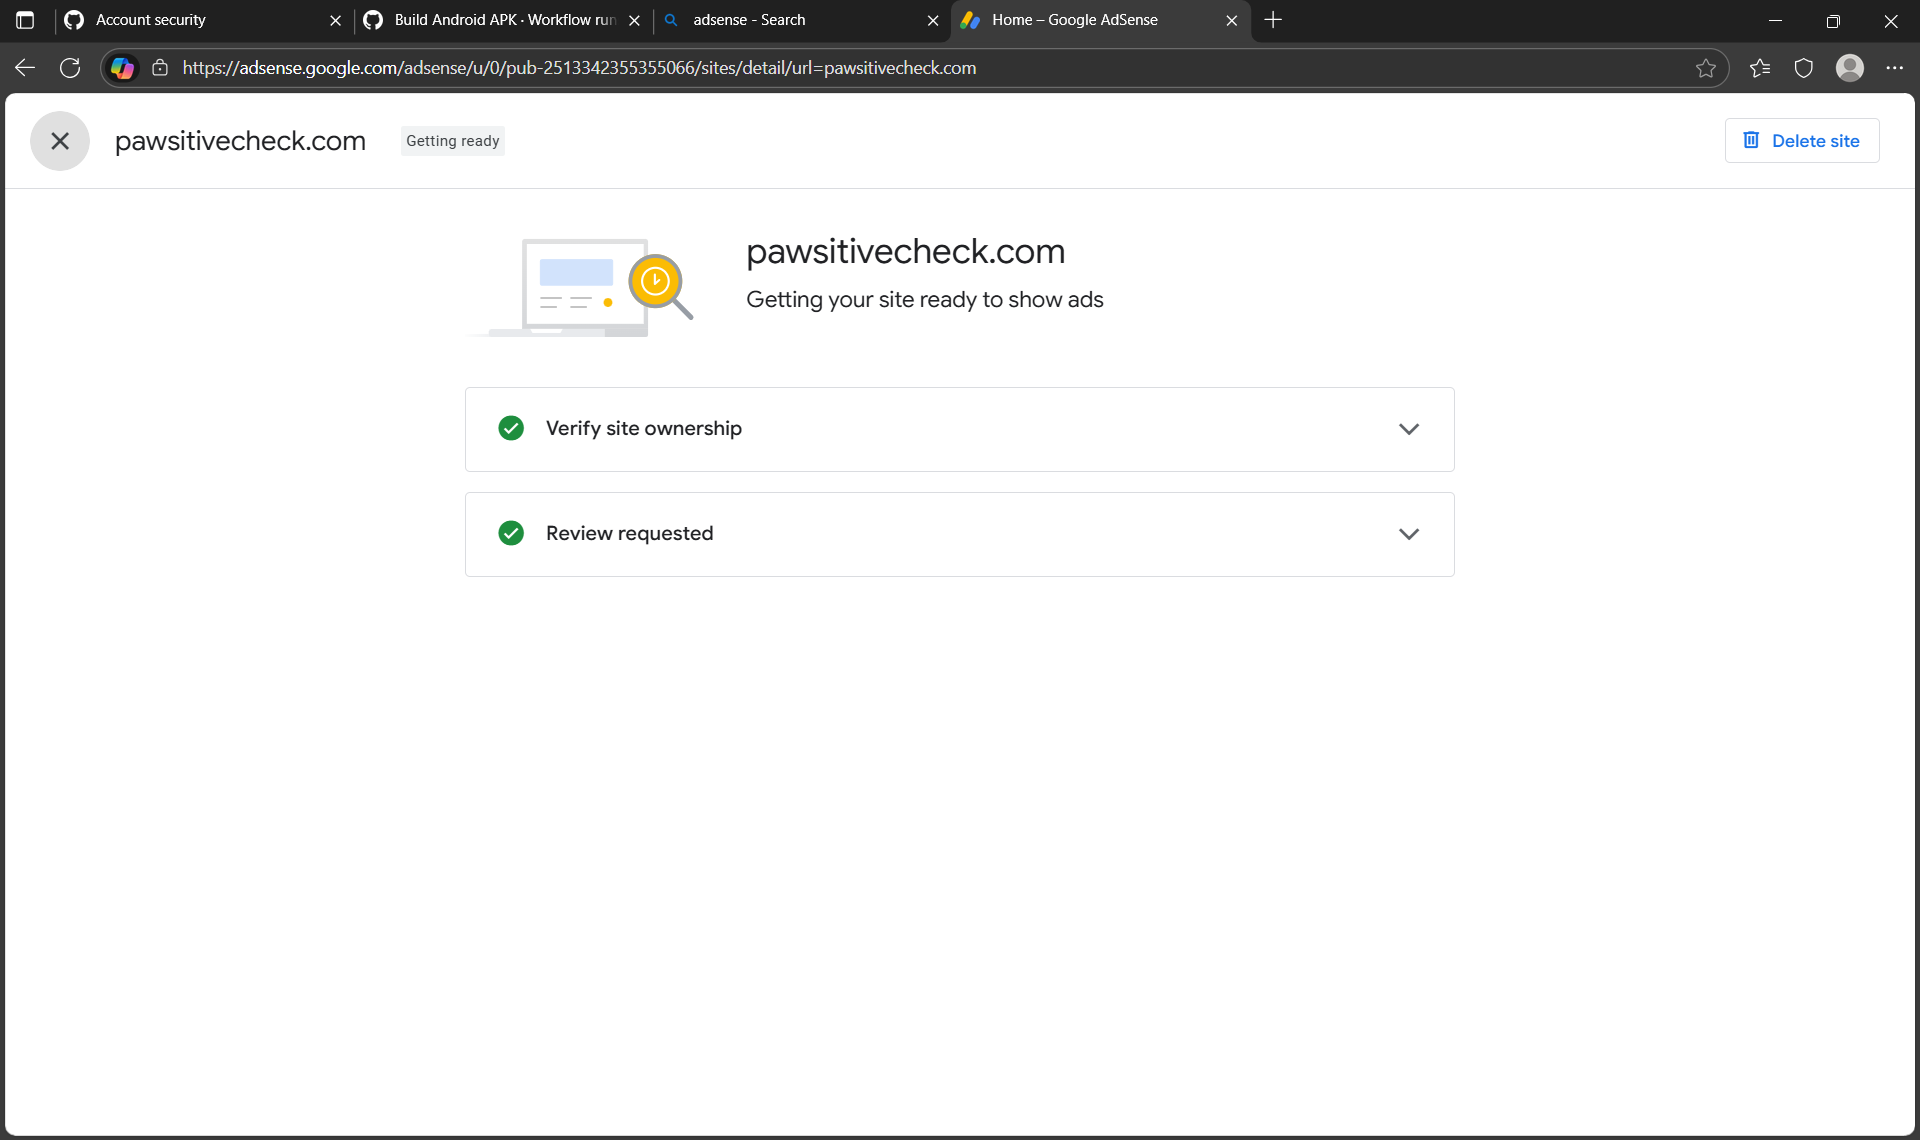 Account security
Build Android APK · Workflow run
adsense - Search
Home – Google AdSense
https://adsense.google.com/adsense/u/0/pub-2513342355355066/sites/detail/url=pawsitivecheck.com
pawsitivecheck.com
Getting ready
Delete site
pawsitivecheck.com
Getting your site ready to show ads
Verify site ownership
Review requested